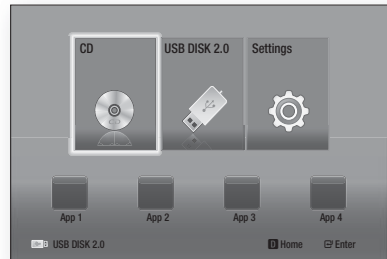 CD USB DISK 2.0 Settings
App 1 App 2 App 3 App 4
USB DISK 2.0 D Home Enter